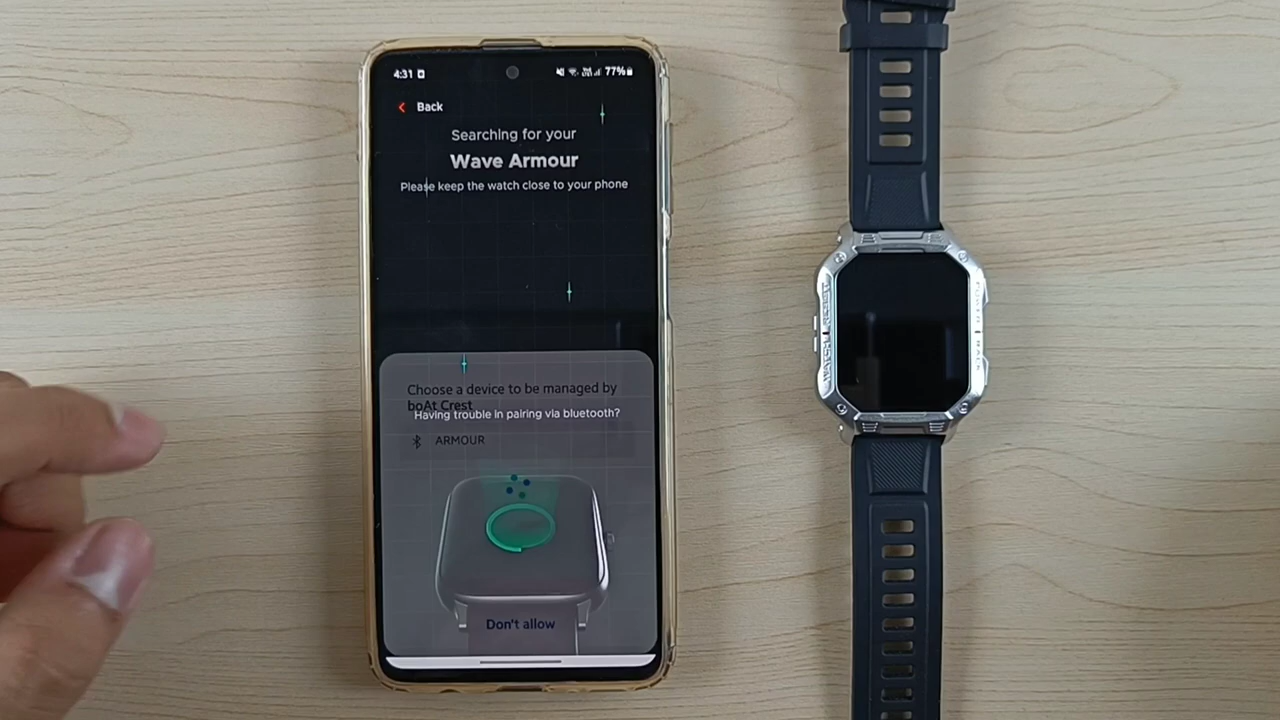 4:31
77%
Back
Searching for your
Wave Armour
Please keep the watch close to your phone
Choose a device to be managed by
boAt Crest
Having trouble in pairing via bluetooth?
ARMOUR
Don't allow